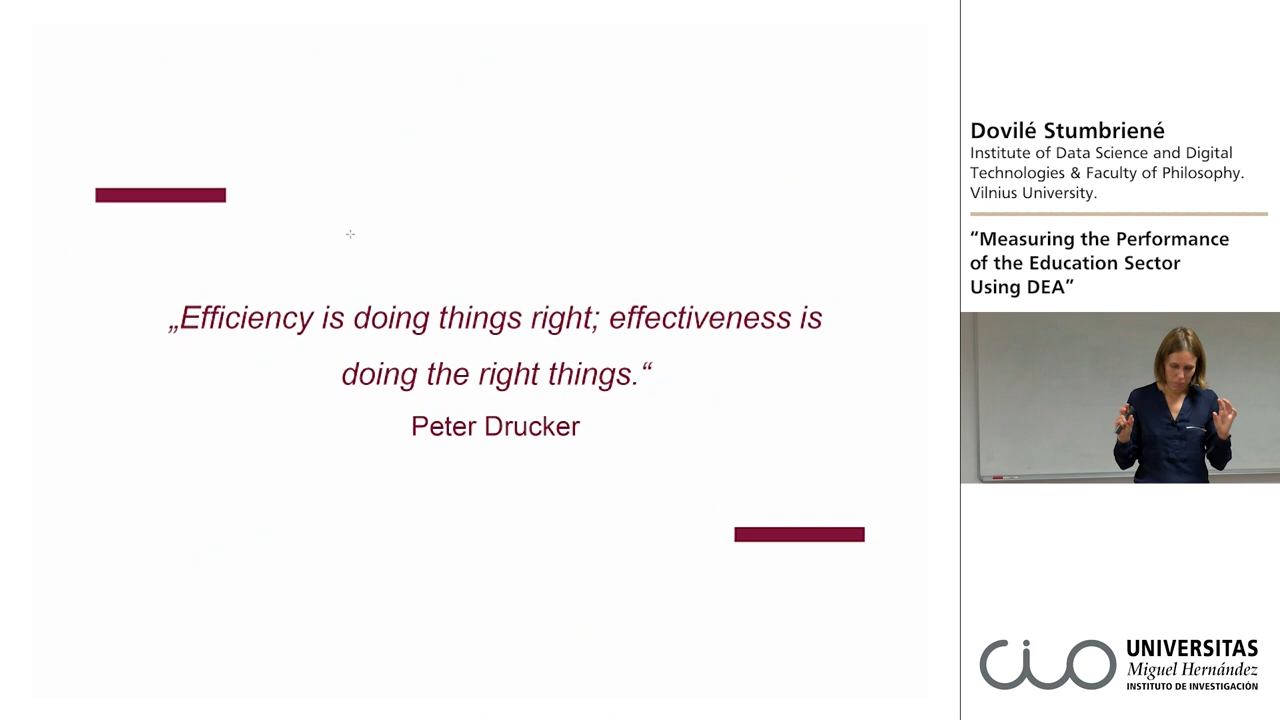 „Efficiency is doing things right; effectiveness is
doing the right things.“
Peter Drucker
Dovilé Stumbriené
Institute of Data Science and Digital
Technologies & Faculty of Philosophy.
Vilnius University.
“Measuring the Performance
of the Education Sector
Using DEA”
cio
UNIVERSITAS
Miguel Hernández
INSTITUTO DE INVESTIGACIÓN